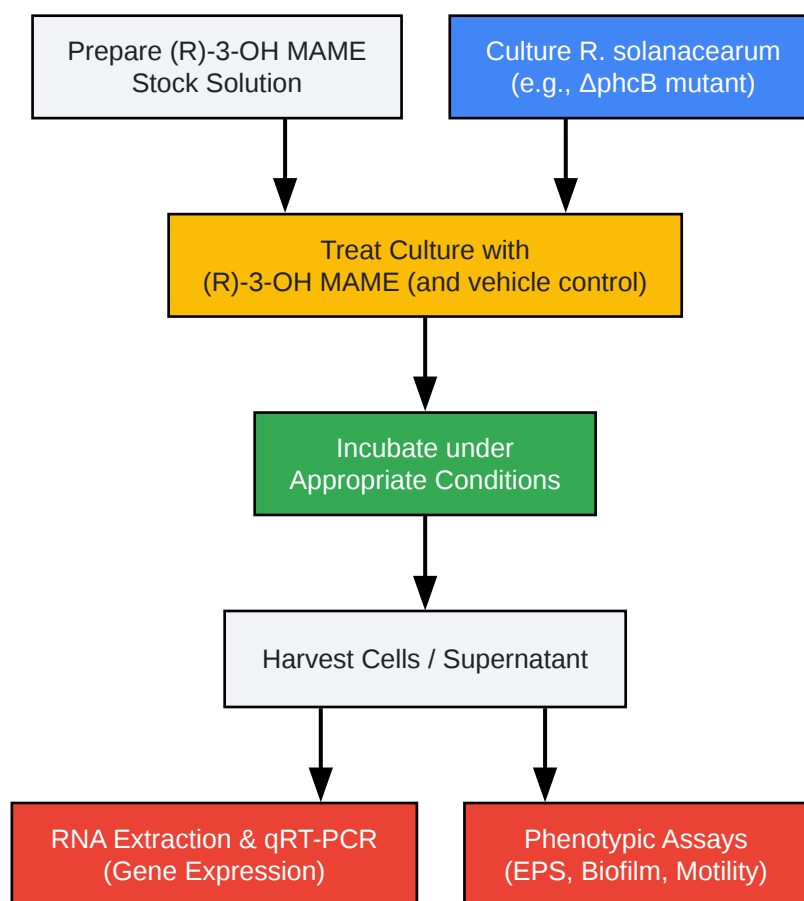 Prepare (R)-3-OH MAME
Stock Solution
Culture R. solanacearum
(e.g., ΔphcB mutant)
Treat Culture with
(R)-3-OH MAME (and vehicle control)
Incubate under
Appropriate Conditions
Harvest Cells / Supernatant
RNA Extraction & qRT-PCR
(Gene Expression)
Phenotypic Assays
(EPS, Biofilm, Motility)